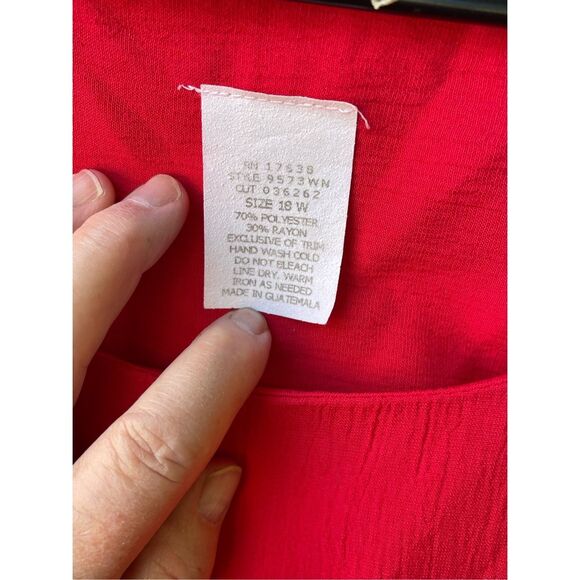 RN 17638
STYLE 9573WN
CUT 036262
SIZE 18 W
70% POLYESTER
30% RAYON
EXCLUSIVE OF TRIM
HAND WASH COLD
DO NOT BLEACH
LINE DRY. WARM
IRON AS NEEDED
MADE IN GUATEMALA